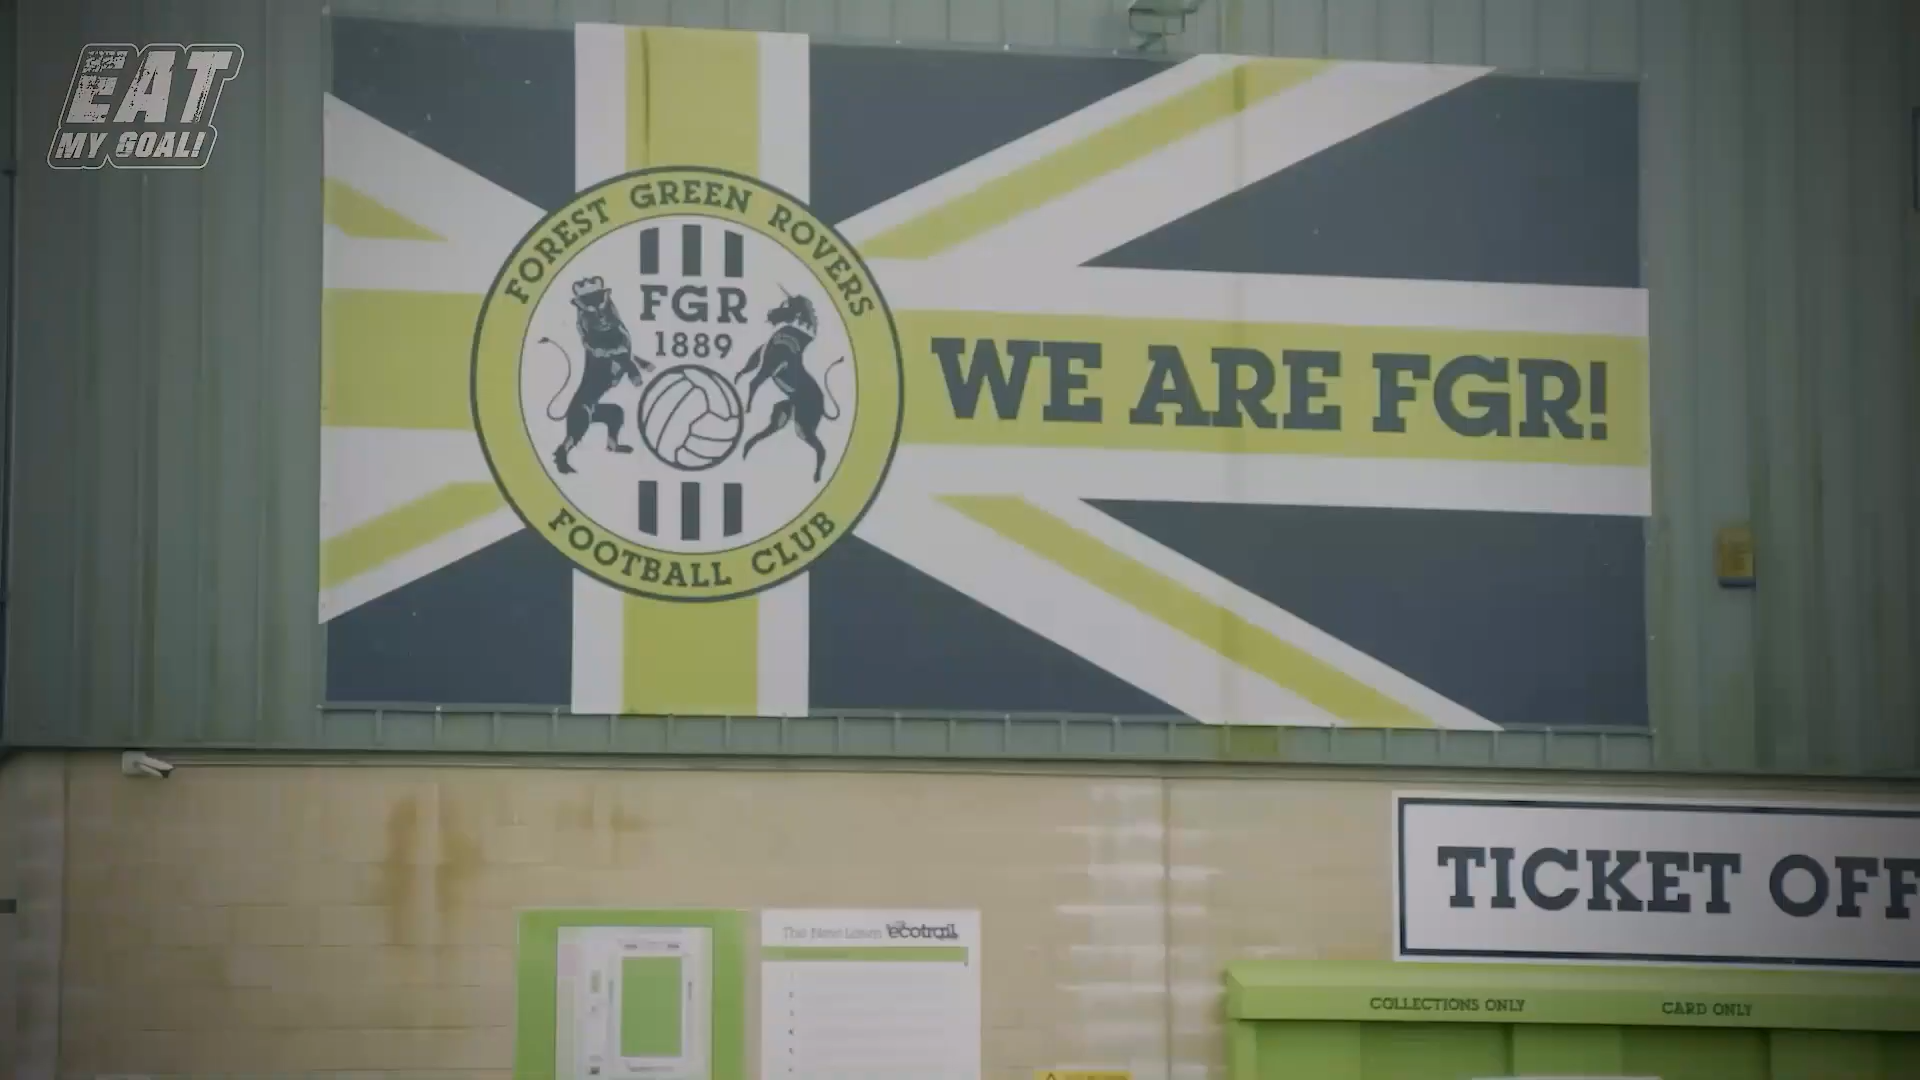 EAT
MY GOAL!
FOREST GREEN ROVERS
FGR
1889
FOOTBALL CLUB
WE ARE FGR!
TICKET OFF
The New Lawn ecotrail
COLLECTIONS ONLY
CARD ONLY